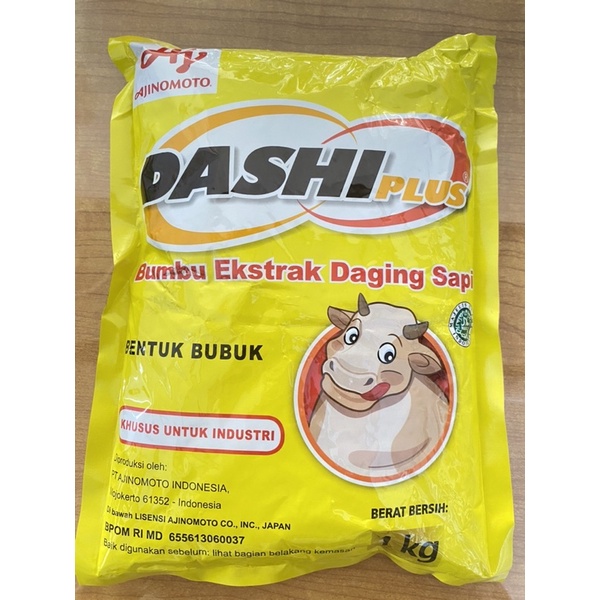 AJINOMOTO®
DASHI PLUS®
Bumbu Ekstrak Daging Sapi
BENTUK BUBUK
KHUSUS UNTUK INDUSTRI
Diproduksi oleh:
PT AJINOMOTO INDONESIA,
Mojokerto 61352 - Indonesia
Di bawah LISENSI AJINOMOTO CO., INC., JAPAN
BPOM RI MD 655613060037
Baik digunakan sebelum: lihat bagian belakang kemasan
BERAT BERSIH:
1 kg